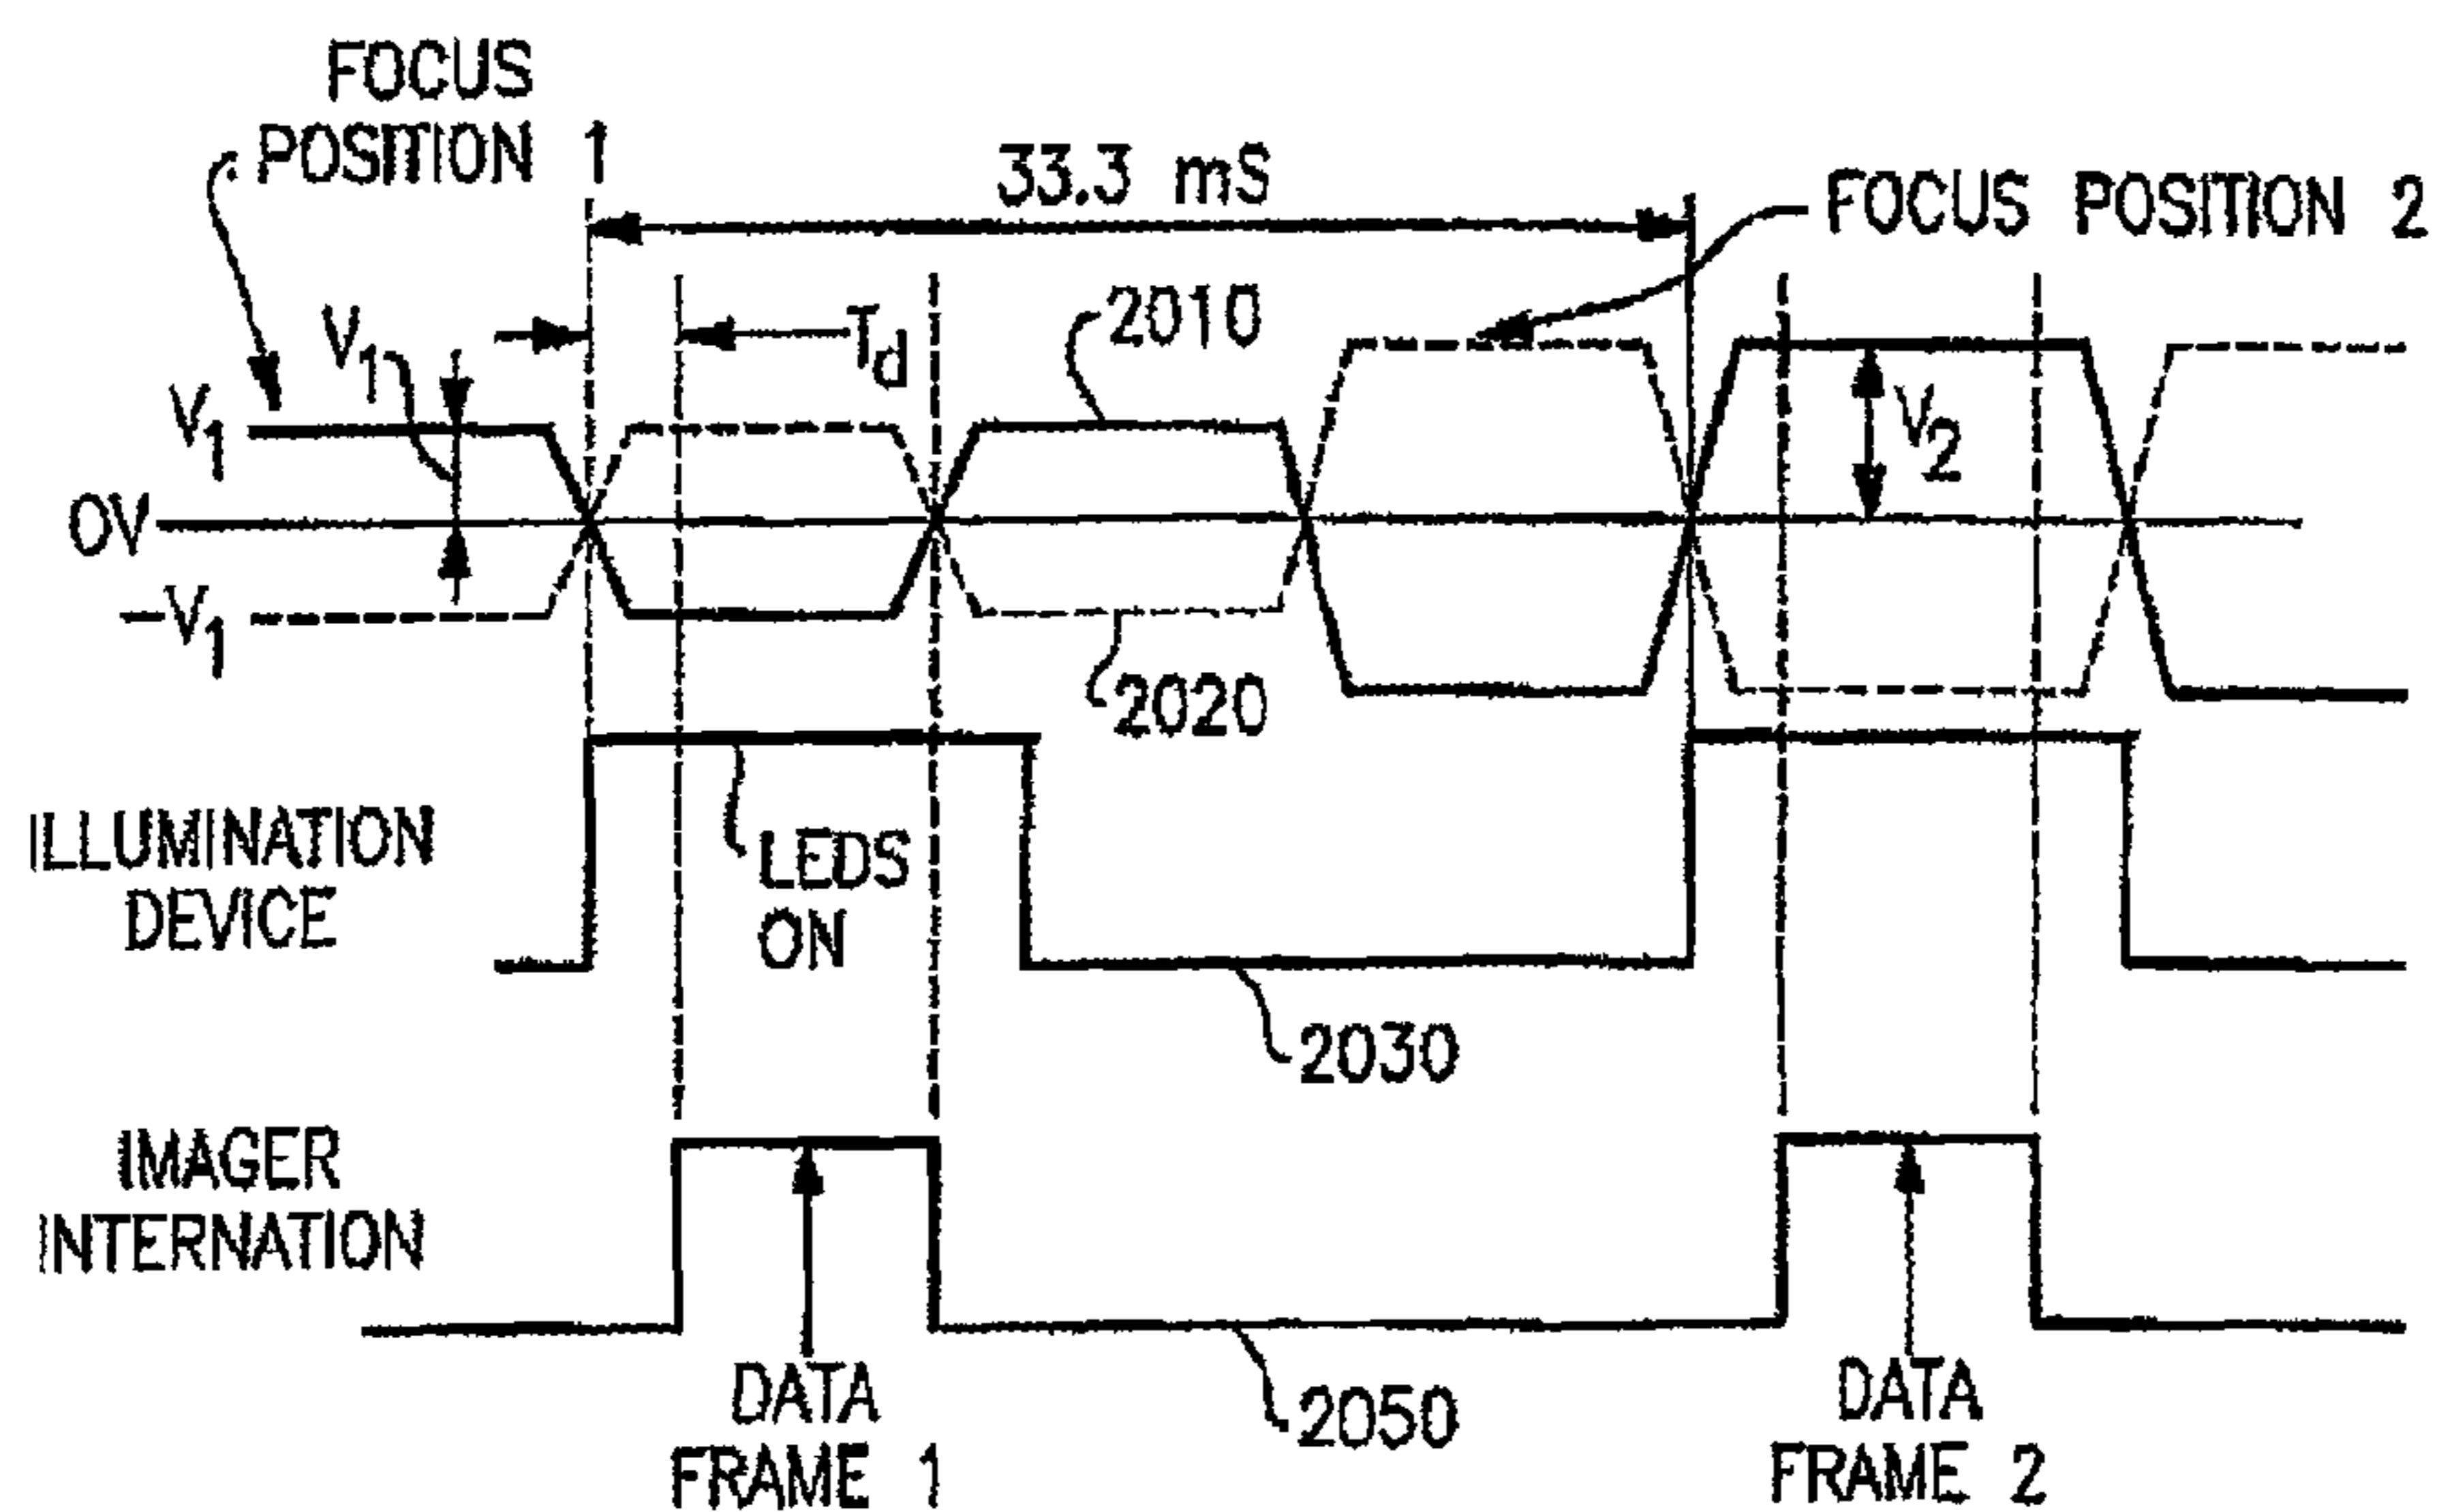 FOCUS
POSITION 1
33.3 mS
FOCUS POSITION 2
V1
Td
2010
V1
V2
0V
-V1
2020
ILLUMINATION
DEVICE
LEDS
ON
2030
IMAGER
INTERNATION
DATA
FRAME 1
2050
DATA
FRAME 2